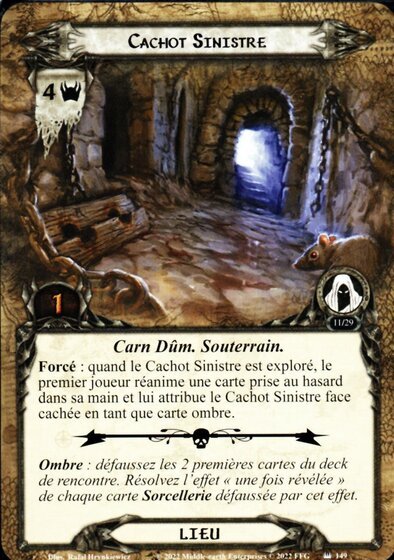 CACHOT SINISTRE
4
1
11/29
Carn Dûm. Souterrain.
Forcé : quand le Cachot Sinistre est exploré, le
premier joueur réanime une carte prise au hasard
dans sa main et lui attribue le Cachot Sinistre face
cachée en tant que carte ombre.
Ombre : défaussez les 2 premières cartes du deck
de rencontre. Résolvez l'effet « une fois révélée »
de chaque carte Sorcellerie défaussée par cet effet.
Illus. Rafał Hrynkiewicz
LIEU
© 2022 Middle-earth Enterprises © 2022 FFG
149